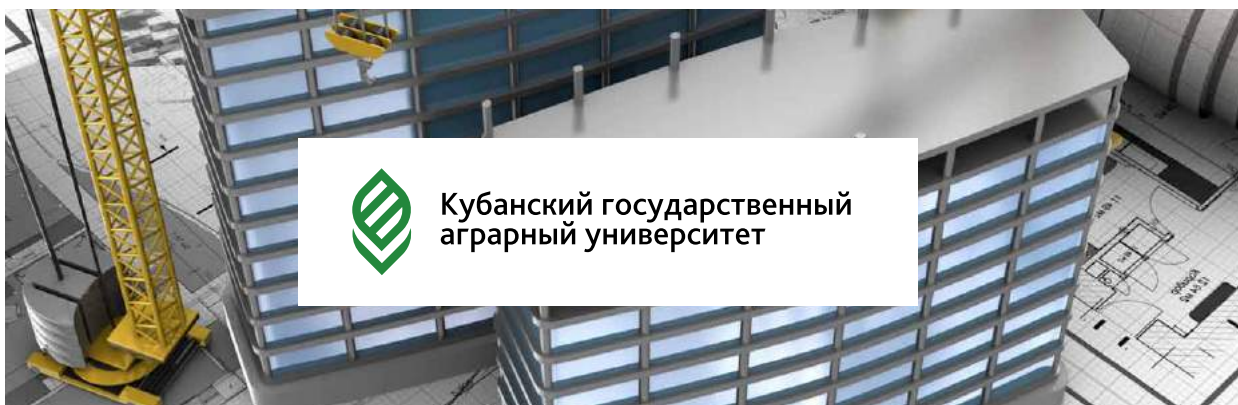 Кубанский государственный
аграрный университет